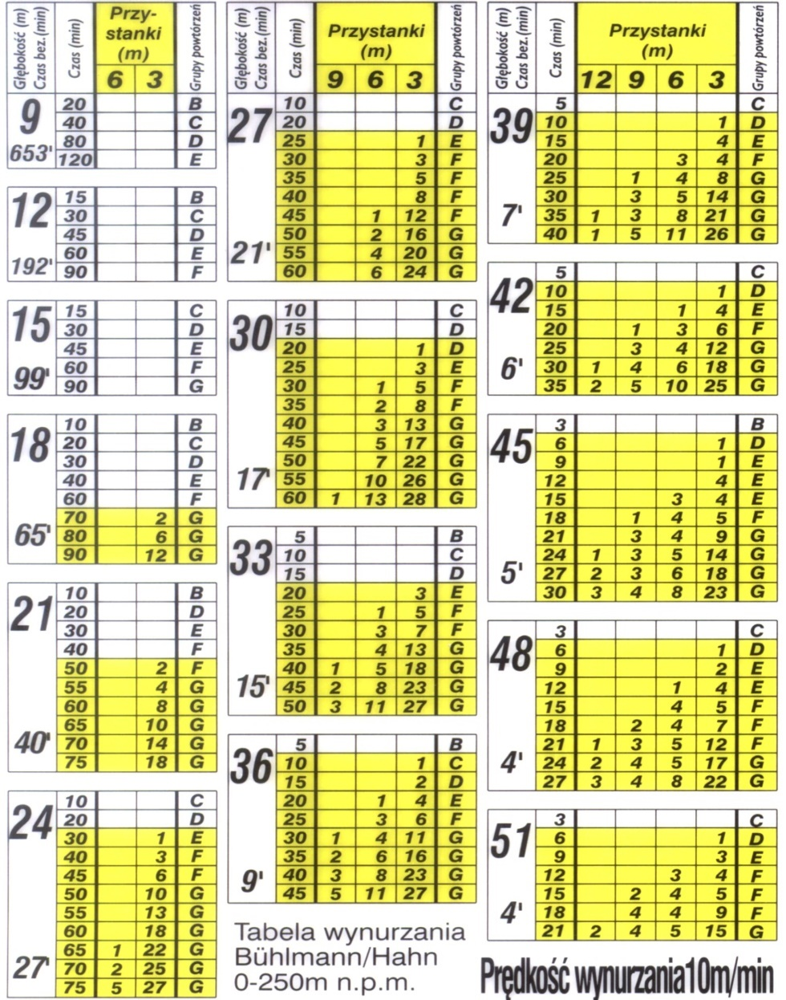 Głębokość (m)
Czas bez.(min)
Czas (min)
Przy-
stanki
(m)
6 3
Grupy powtórzeń
9
653'
20 B
40 C
80 D
120 E
12
192'
15 B
30 C
45 D
60 E
90 F
15
99'
15 C
30 D
45 E
60 F
90 G
18
65'
10 B
20 C
30 D
40 E
60 F
70 2 G
80 6 G
90 12 G
21
40'
10 B
20 D
30 E
40 F
50 2 F
55 4 G
60 8 G
65 10 G
70 14 G
75 18 G
24
27'
10 C
20 D
30 1 E
40 3 F
45 6 F
50 10 G
55 13 G
60 18 G
65 1 22 G
70 2 25 G
75 5 27 G
Głębokość (m)
Czas bez.(min)
Czas (min)
Przystanki
(m)
9 6 3
Grupy powtórzeń
27
21'
10 C
20 D
25 1 E
30 3 F
35 5 F
40 8 F
45 1 12 F
50 2 16 G
55 4 20 G
60 6 24 G
30
17'
10 C
15 D
20 1 D
25 3 E
30 1 5 F
35 2 8 F
40 3 13 G
45 5 17 G
50 7 22 G
55 10 26 G
60 1 13 28 G
33
15'
5 B
10 C
15 D
20 3 E
25 1 5 F
30 3 7 F
35 4 13 G
40 1 5 18 G
45 2 8 23 G
50 3 11 27 G
36
9'
5 B
10 1 C
15 2 D
20 1 4 E
25 3 6 F
30 1 4 11 G
35 2 6 16 G
40 3 8 23 G
45 5 11 27 G
Tabela wynurzania
Bühlmann/Hahn
0-250m n.p.m.
Głębokość (m)
Czas bez.(min)
Czas (min)
Przystanki
(m)
12 9 6 3
Grupy powtórzeń
39
7'
5 C
10 1 D
15 4 E
20 3 4 F
25 1 4 8 G
30 3 5 14 G
35 1 3 8 21 G
40 1 5 11 26 G
42
6'
5 C
10 1 D
15 1 4 E
20 1 3 6 F
25 3 4 12 G
30 1 4 6 18 G
35 2 5 10 25 G
45
5'
3 B
6 1 D
9 1 E
12 4 E
15 3 4 E
18 1 4 5 F
21 3 4 9 G
24 1 3 5 14 G
27 2 3 6 18 G
30 3 4 8 23 G
48
4'
3 C
6 1 D
9 2 E
12 1 4 E
15 4 5 F
18 2 4 7 F
21 1 3 5 12 F
24 2 4 5 17 G
27 3 4 8 22 G
51
4'
3 C
6 1 D
9 3 E
12 3 4 F
15 2 4 5 F
18 4 4 9 F
21 2 4 5 15 G
Prędkość wynurzania10m/min